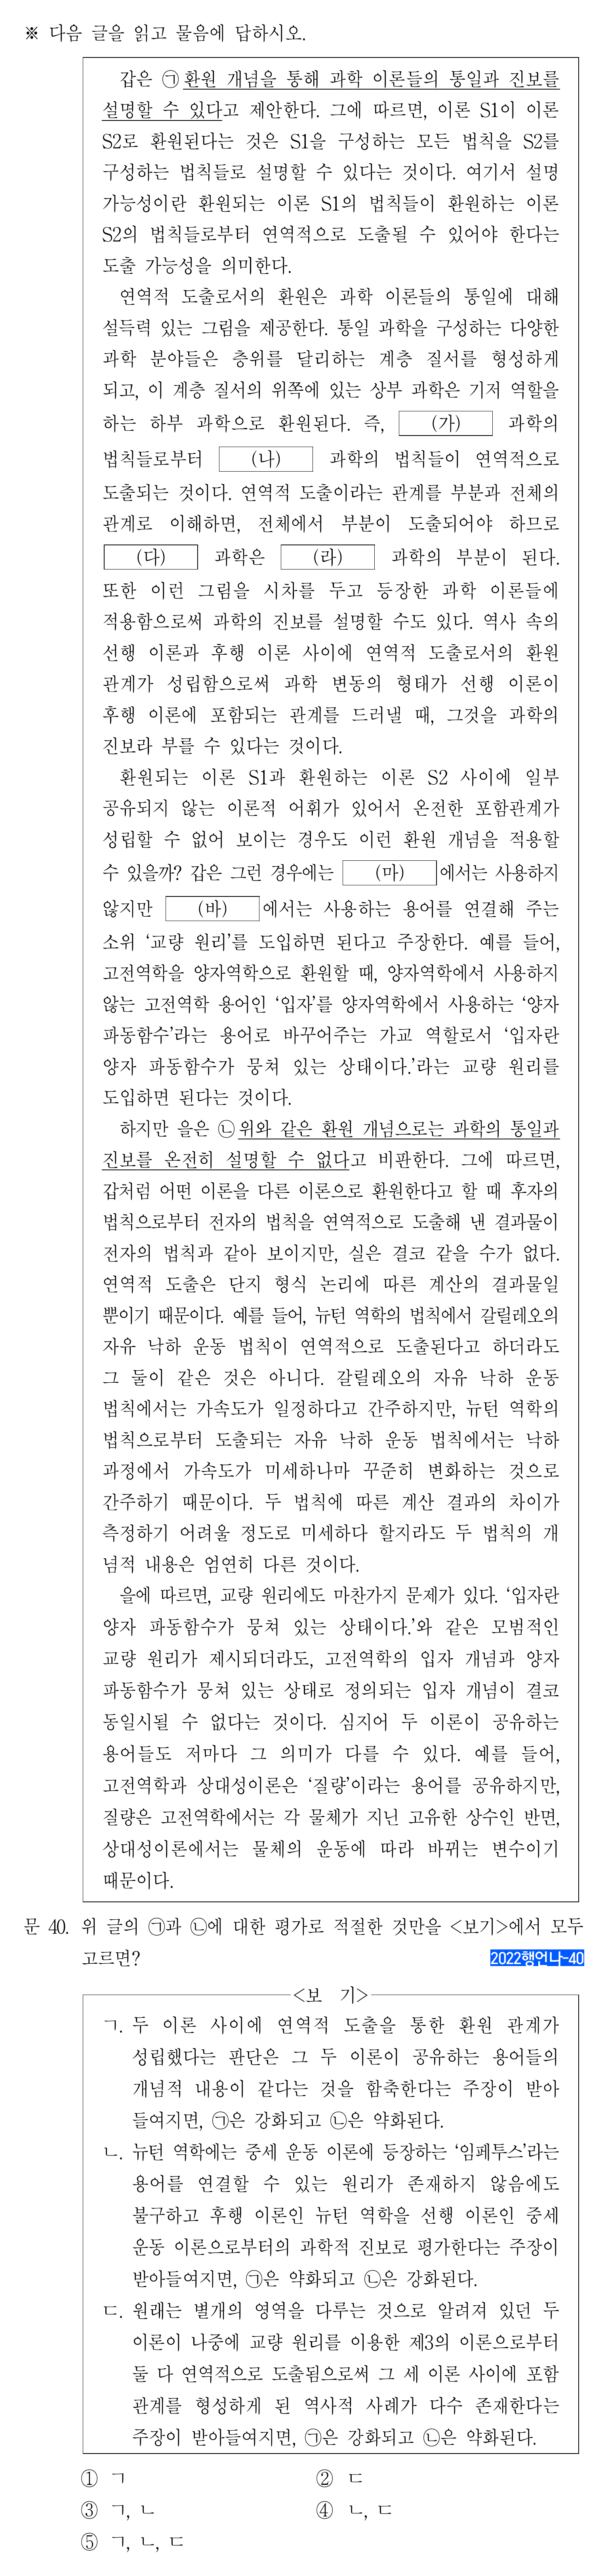 ※ 다음 글을 읽고 물음에 답하시오.
갑은 ㉠환원 개념을 통해 과학 이론들의 통일과 진보를
설명할 수 있다고 제안한다. 그에 따르면, 이론 S1이 이론
S2로 환원된다는 것은 S1을 구성하는 모든 법칙을 S2를
구성하는 법칙들로 설명할 수 있다는 것이다. 여기서 설명
가능성이란 환원되는 이론 S1의 법칙들이 환원하는 이론
S2의 법칙들로부터 연역적으로 도출될 수 있어야 한다는
도출 가능성을 의미한다.
연역적 도출로서의 환원은 과학 이론들의 통일에 대해
설득력 있는 그림을 제공한다. 통일 과학을 구성하는 다양한
과학 분야들은 층위를 달리하는 계층 질서를 형성하게
되고, 이 계층 질서의 위쪽에 있는 상부 과학은 기저 역할을
하는 하부 과학으로 환원된다. 즉, (가) 과학의
법칙들로부터 (나) 과학의 법칙들이 연역적으로
도출되는 것이다. 연역적 도출이라는 관계를 부분과 전체의
관계로 이해하면, 전체에서 부분이 도출되어야 하므로
(다) 과학은 (라) 과학의 부분이 된다.
또한 이런 그림을 시차를 두고 등장한 과학 이론들에
적용함으로써 과학의 진보를 설명할 수도 있다. 역사 속의
선행 이론과 후행 이론 사이에 연역적 도출로서의 환원
관계가 성립함으로써 과학 변동의 형태가 선행 이론이
후행 이론에 포함되는 관계를 드러낼 때, 그것을 과학의
진보라 부를 수 있다는 것이다.
환원되는 이론 S1과 환원하는 이론 S2 사이에 일부
공유되지 않는 이론적 어휘가 있어서 온전한 포함관계가
성립할 수 없어 보이는 경우도 이런 환원 개념을 적용할
수 있을까? 갑은 그런 경우에는 (마) 에서는 사용하지
않지만 (바) 에서는 사용하는 용어를 연결해 주는
소위 ‘교량 원리’를 도입하면 된다고 주장한다. 예를 들어,
고전역학을 양자역학으로 환원할 때, 양자역학에서 사용하지
않는 고전역학 용어인 ‘입자’를 양자역학에서 사용하는 ‘양자
파동함수’라는 용어로 바꾸어주는 가교 역할로서 ‘입자란
양자 파동함수가 뭉쳐 있는 상태이다.’라는 교량 원리를
도입하면 된다는 것이다.
하지만 을은 ㉡위와 같은 환원 개념으로는 과학의 통일과
진보를 온전히 설명할 수 없다고 비판한다. 그에 따르면,
갑처럼 어떤 이론을 다른 이론으로 환원한다고 할 때 후자의
법칙으로부터 전자의 법칙을 연역적으로 도출해 낸 결과물이
전자의 법칙과 같아 보이지만, 실은 결코 같을 수가 없다.
연역적 도출은 단지 형식 논리에 따른 계산의 결과물일
뿐이기 때문이다. 예를 들어, 뉴턴 역학의 법칙에서 갈릴레오의
자유 낙하 운동 법칙이 연역적으로 도출된다고 하더라도
그 둘이 같은 것은 아니다. 갈릴레오의 자유 낙하 운동
법칙에서는 가속도가 일정하다고 간주하지만, 뉴턴 역학의
법칙으로부터 도출되는 자유 낙하 운동 법칙에서는 낙하
과정에서 가속도가 미세하나마 꾸준히 변화하는 것으로
간주하기 때문이다. 두 법칙에 따른 계산 결과의 차이가
측정하기 어려울 정도로 미세하다 할지라도 두 법칙의 개
념적 내용은 엄연히 다른 것이다.
을에 따르면, 교량 원리에도 마찬가지 문제가 있다. ‘입자란
양자 파동함수가 뭉쳐 있는 상태이다.’와 같은 모범적인
교량 원리가 제시되더라도, 고전역학의 입자 개념과 양자
파동함수가 뭉쳐 있는 상태로 정의되는 입자 개념이 결코
동일시될 수 없다는 것이다. 심지어 두 이론이 공유하는
용어들도 저마다 그 의미가 다를 수 있다. 예를 들어,
고전역학과 상대성이론은 ‘질량’이라는 용어를 공유하지만,
질량은 고전역학에서는 각 물체가 지닌 고유한 상수인 반면,
상대성이론에서는 물체의 운동에 따라 바뀌는 변수이기
때문이다.
문 40. 위 글의 ㉠과 ㉡에 대한 평가로 적절한 것만을 <보기>에서 모두
고르면? 2022행언나-40
<보 기>
ㄱ. 두 이론 사이에 연역적 도출을 통한 환원 관계가
성립했다는 판단은 그 두 이론이 공유하는 용어들의
개념적 내용이 같다는 것을 함축한다는 주장이 받아
들여지면, ㉠은 강화되고 ㉡은 약화된다.
ㄴ. 뉴턴 역학에는 중세 운동 이론에 등장하는 ‘임페투스’라는
용어를 연결할 수 있는 원리가 존재하지 않음에도
불구하고 후행 이론인 뉴턴 역학을 선행 이론인 중세
운동 이론으로부터의 과학적 진보로 평가한다는 주장이
받아들여지면, ㉠은 약화되고 ㉡은 강화된다.
ㄷ. 원래는 별개의 영역을 다루는 것으로 알려져 있던 두
이론이 나중에 교량 원리를 이용한 제3의 이론으로부터
둘 다 연역적으로 도출됨으로써 그 세 이론 사이에 포함
관계를 형성하게 된 역사적 사례가 다수 존재한다는
주장이 받아들여지면, ㉠은 강화되고 ㉡은 약화된다.
① ㄱ ② ㄷ
③ ㄱ, ㄴ ④ ㄴ, ㄷ
⑤ ㄱ, ㄴ, ㄷ